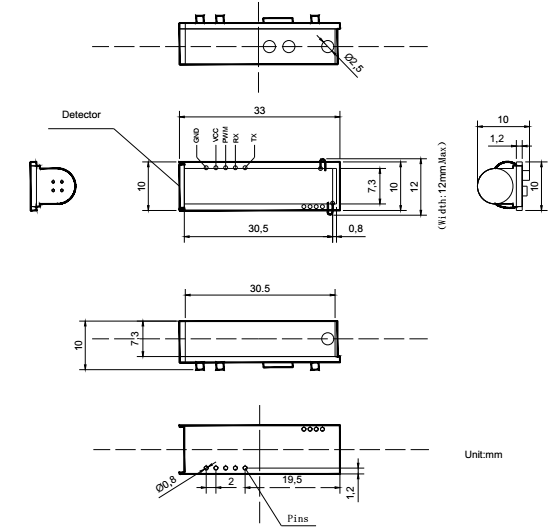 Ø2,5
Detector
33
GND
VCC
PWM
RX
TX
10
7,3
10
12
(Width:12mm,Max)
30,5
0,8
10
1,2
10
30.5
10
7,3
Unit:mm
Ø0,8
2
19,5
1,2
Pins